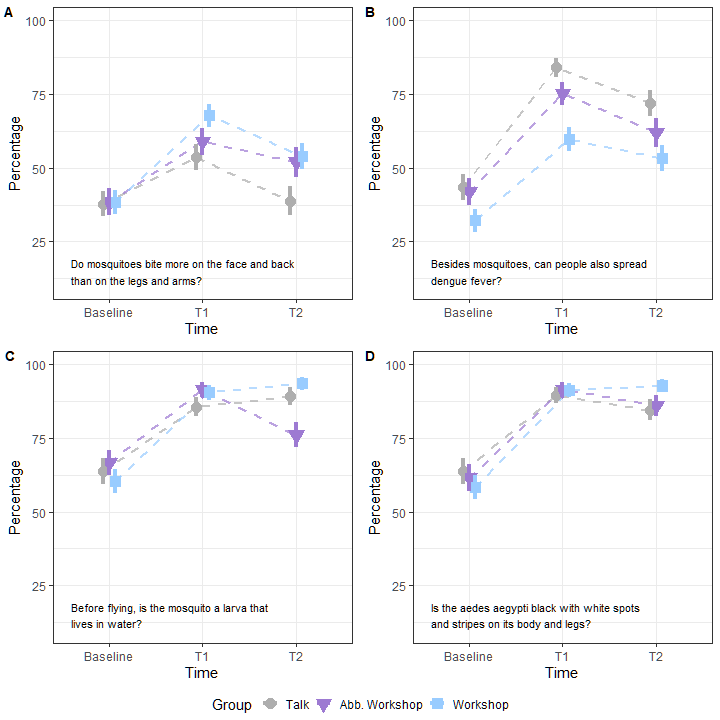 A
Percentage
100
75
50
25
Do mosquitoes bite more on the face and back
than on the legs and arms?
Baseline T1 T2
Time
B
Percentage
100
75
50
25
Besides mosquitoes, can people also spread
dengue fever?
Baseline T1 T2
Time
C
Percentage
100
75
50
25
Before flying, is the mosquito a larva that
lives in water?
Baseline T1 T2
Time
D
Percentage
100
75
50
25
Is the aedes aegypti black with white spots
and stripes on its body and legs?
Baseline T1 T2
Time
Group Talk Abb. Workshop Workshop